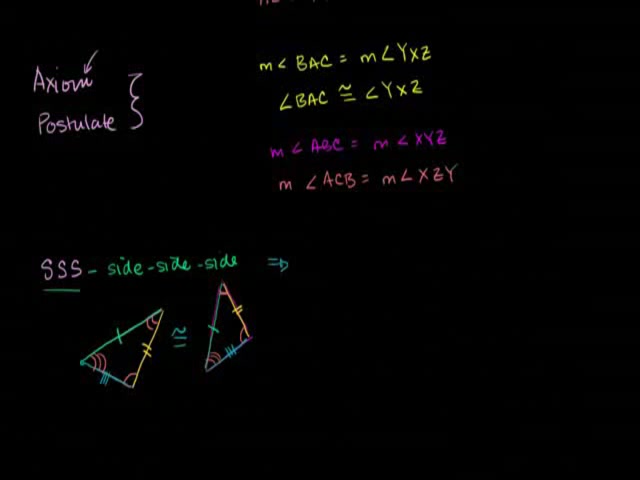 m∠BAC = m∠YXZ
Axiom
∠BAC ≅ ∠YXZ
Postulate
m∠ABC = m∠XYZ
m∠ACB = m∠XZY
SSS - side-side-side ⇒
≅